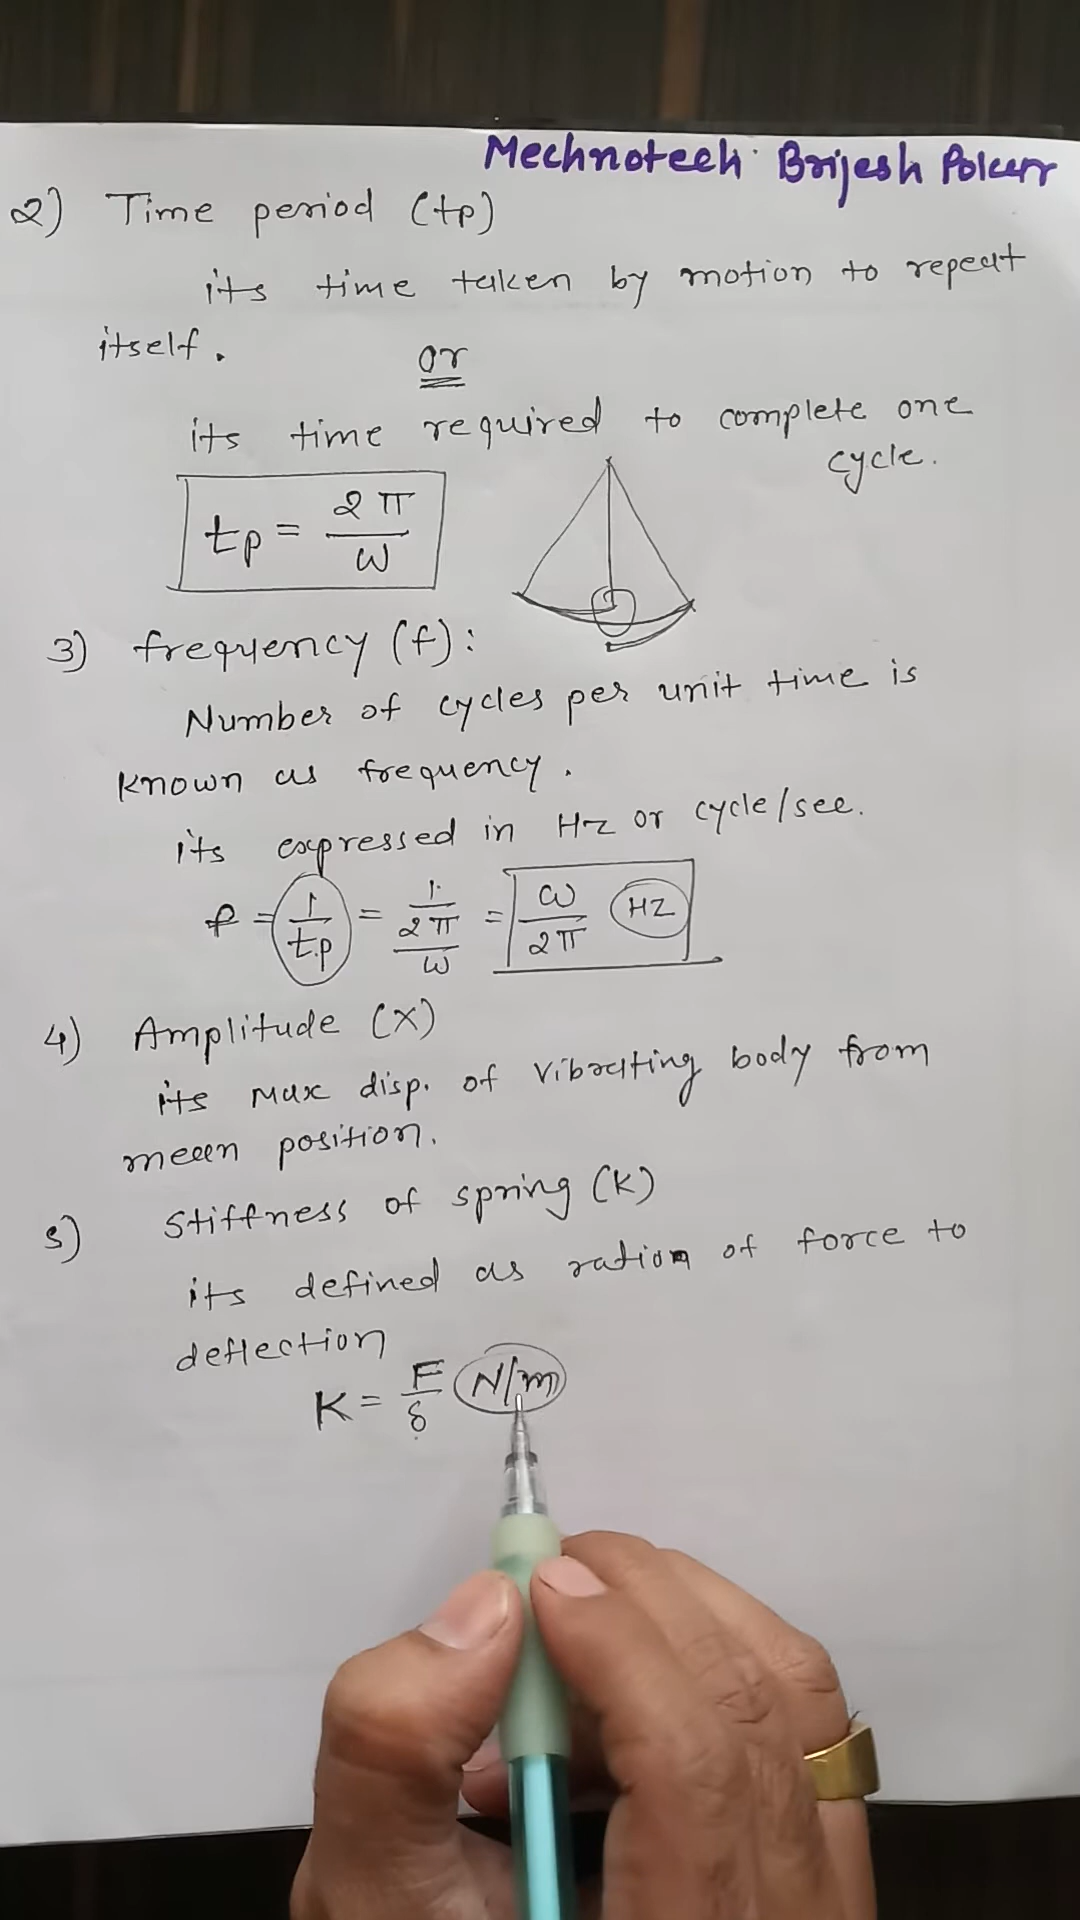 Mechnotech Brijesh Polarr
2) Time period (tp)
its time taken by motion to repeat
itself.
or
its time required to complete one
cycle.
tp = 2π / ω
3) frequency (f):
Number of cycles per unit time is
known as frequency.
its expressed in Hz or cycle/sec.
f = 1/tp = 1/(2π/ω) = ω/2π HZ
4) Amplitude (X)
its max disp. of vibrating body from
mean position.
5) Stiffness of spring (K)
its defined as ration of force to
deflection
K = F/δ N/m